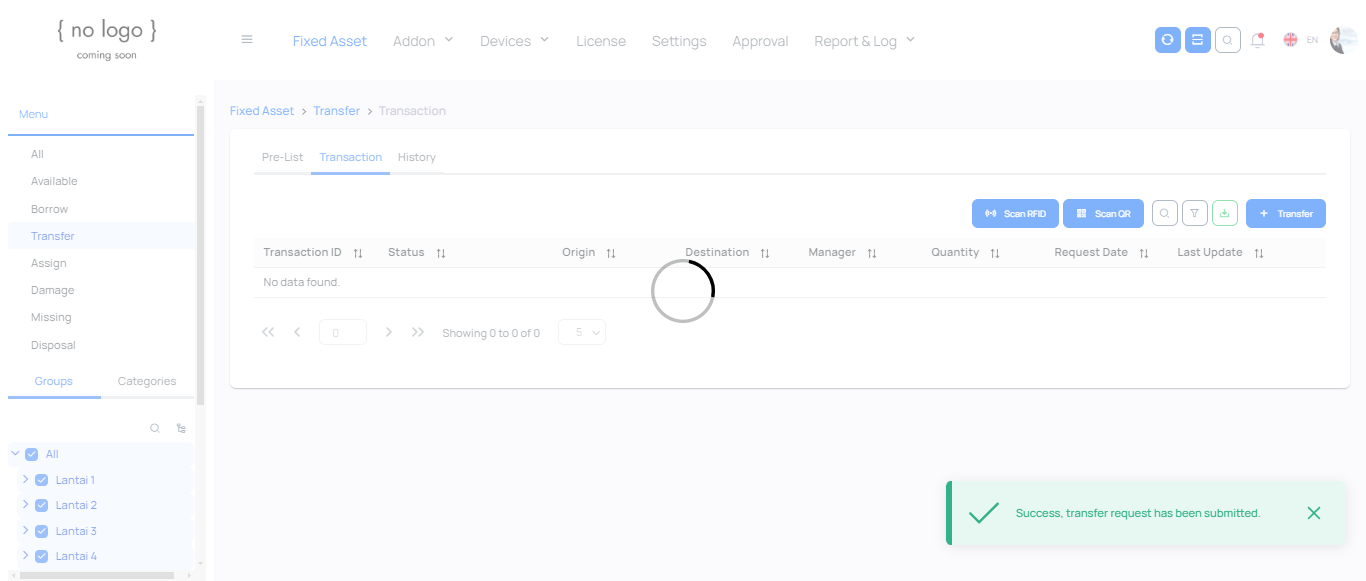 { no logo }
coming soon
Fixed Asset Addon Devices License Settings Approval Report & Log EN
Menu
All
Available
Borrow
Transfer
Assign
Damage
Missing
Disposal
Groups Categories
All
Lantai 1
Lantai 2
Lantai 3
Lantai 4
Fixed Asset > Transfer > Transaction
Pre-List Transaction History
Scan RFID Scan QR + Transfer
Transaction ID Status Origin Destination Manager Quantity Request Date Last Update
No data found.
0 Showing 0 to 0 of 0 5
Success, transfer request has been submitted.